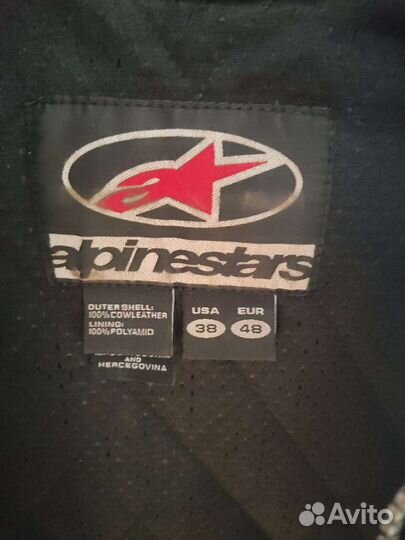 alpinestars
OUTER SHELL:
100% COWLEATHER
LINING:
100% POLYAMID
USA EUR
38 48
AND
HERCEGOVINA
Avito